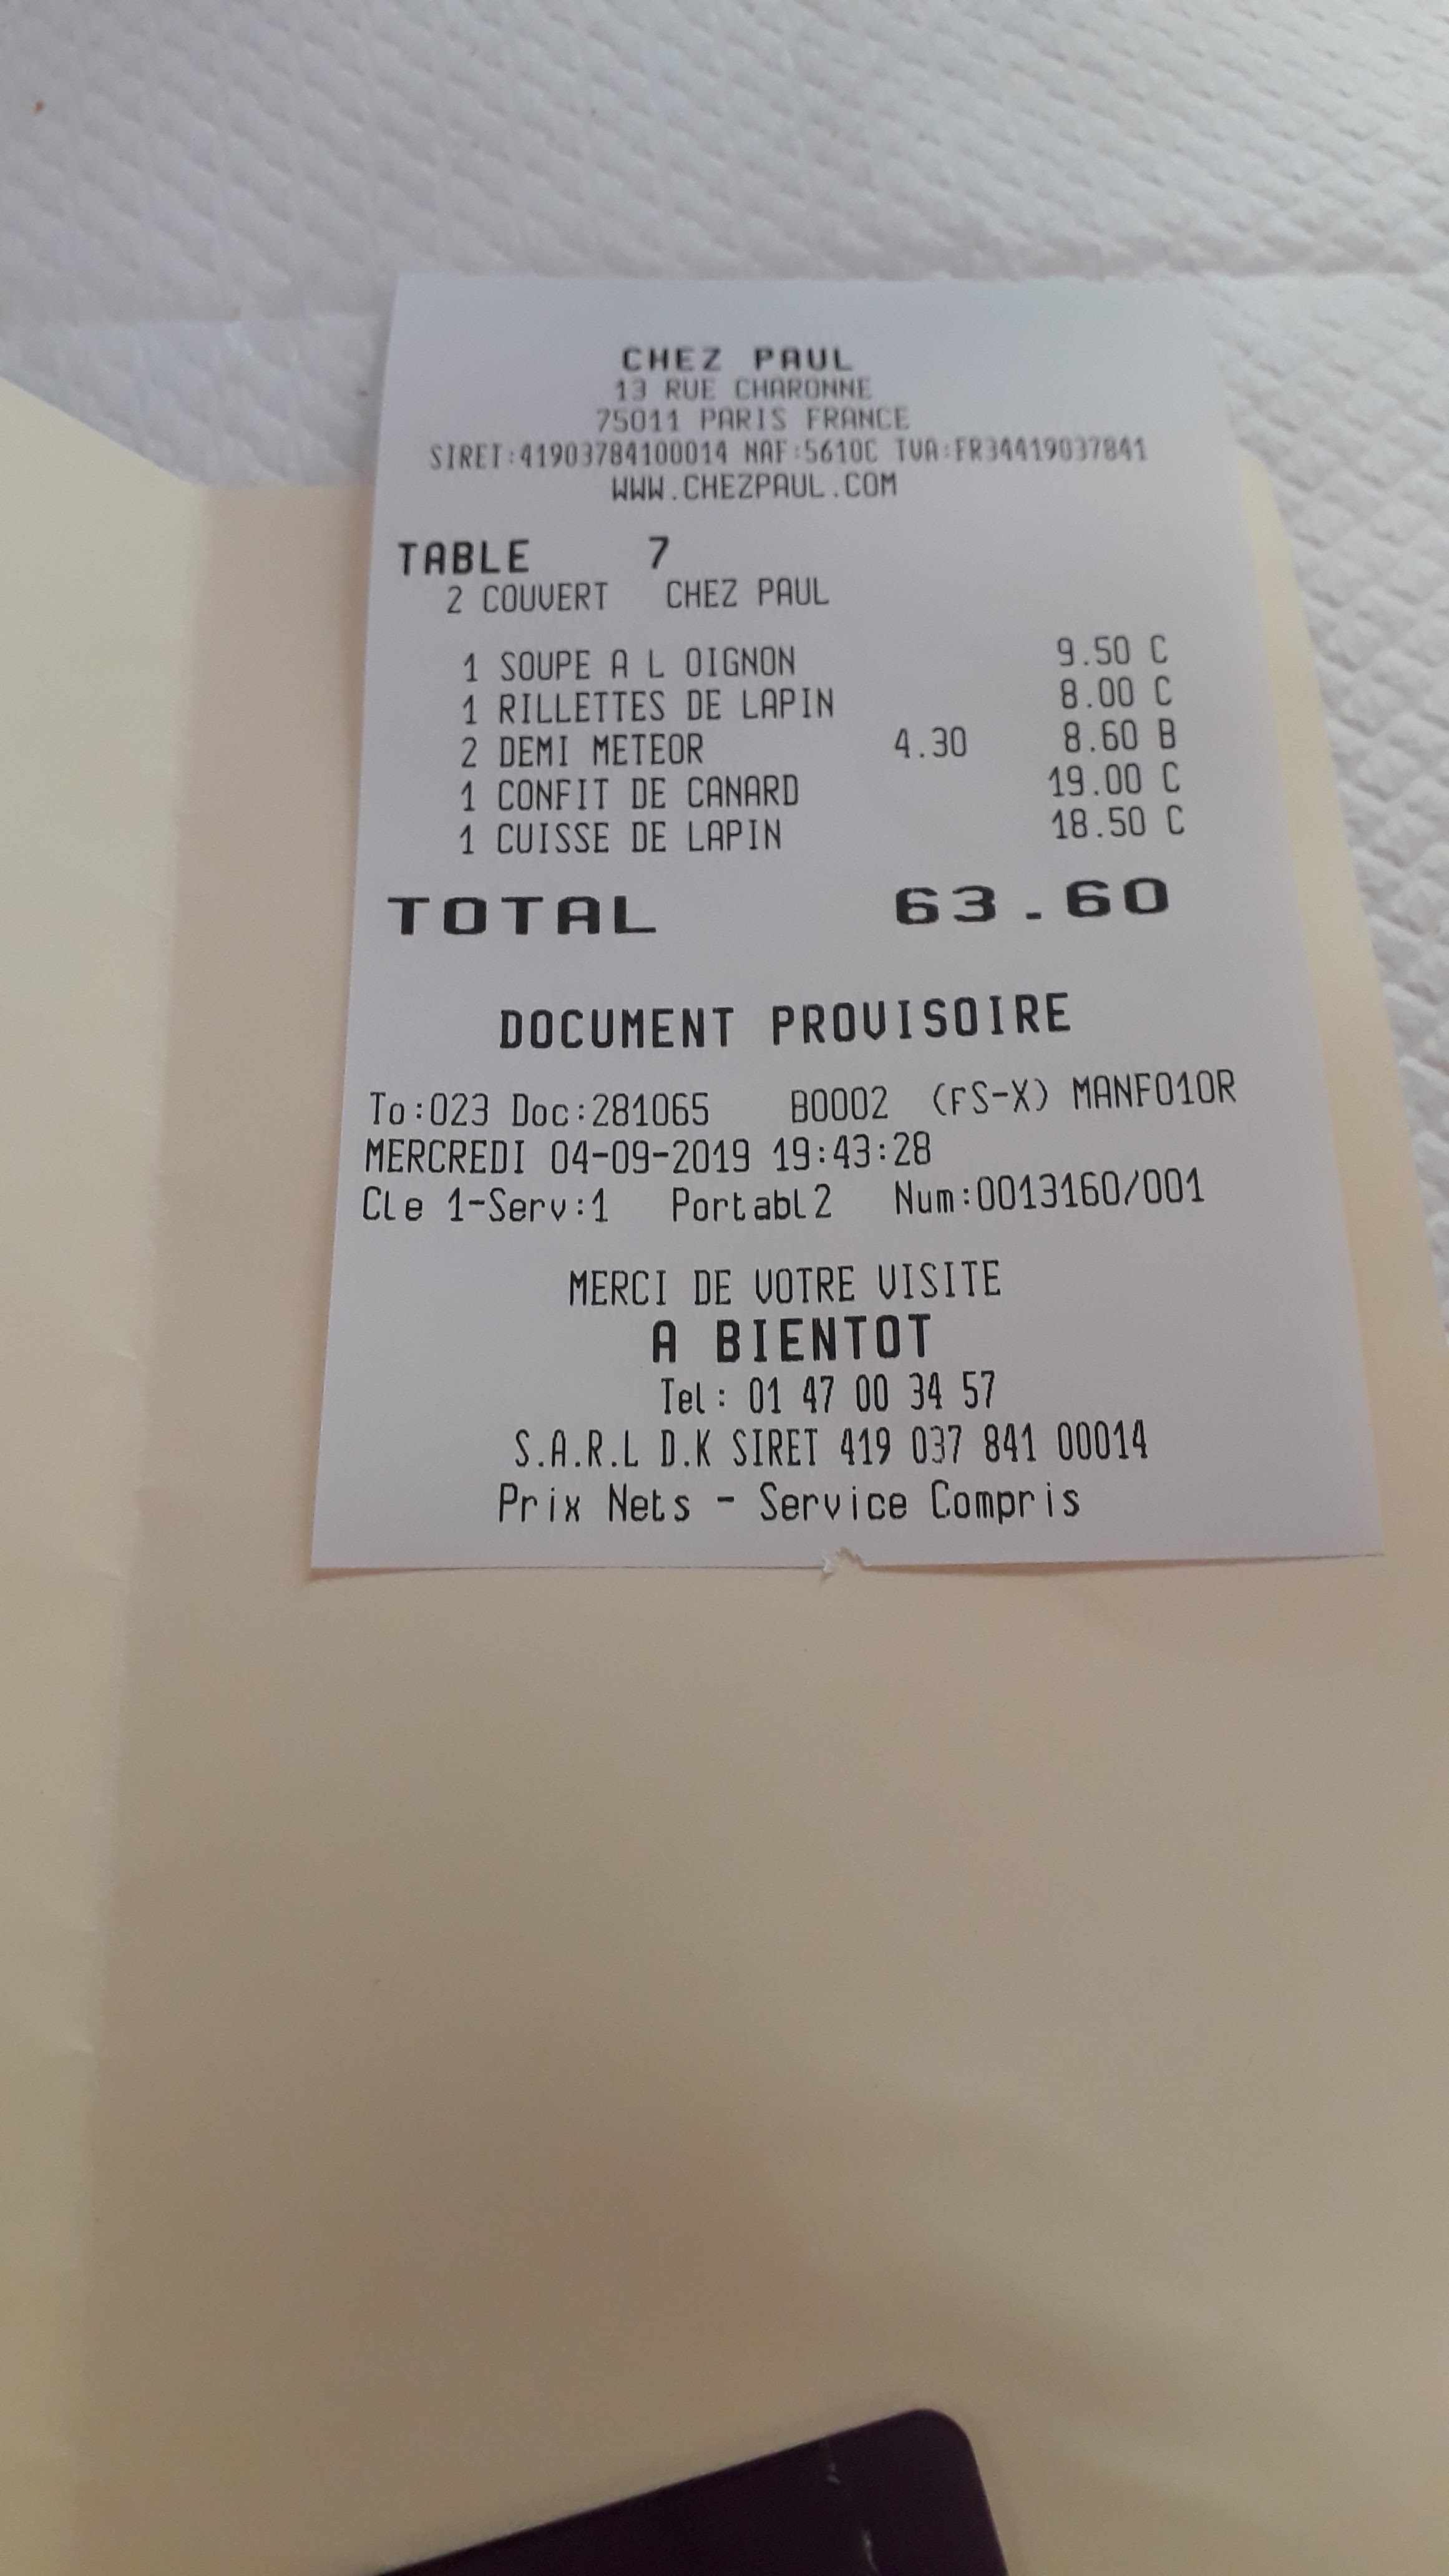 CHEZ PAUL
13 RUE CHARONNE
75011 PARIS FRANCE
SIRET:41903784100014 NAF:5610C TVA:FR34419037841
WWW.CHEZPAUL.COM
TABLE 7
2 COUVERT CHEZ PAUL
1 SOUPE A L OIGNON 9.50 C
1 RILLETTES DE LAPIN 8.00 C
2 DEMI METEOR 4.30 8.60 B
1 CONFIT DE CANARD 19.00 C
1 CUISSE DE LAPIN 18.50 C
TOTAL 63.60
DOCUMENT PROVISOIRE
To:023 Doc:281065 B0002 (FS-X) MANFO1OR
MERCREDI 04-09-2019 19:43:28
Cle 1-Serv:1 Portabl2 Num:0013160/001
MERCI DE VOTRE VISITE
A BIENTOT
Tel: 01 47 00 34 57
S.A.R.L D.K SIRET 419 037 841 00014
Prix Nets - Service Compris